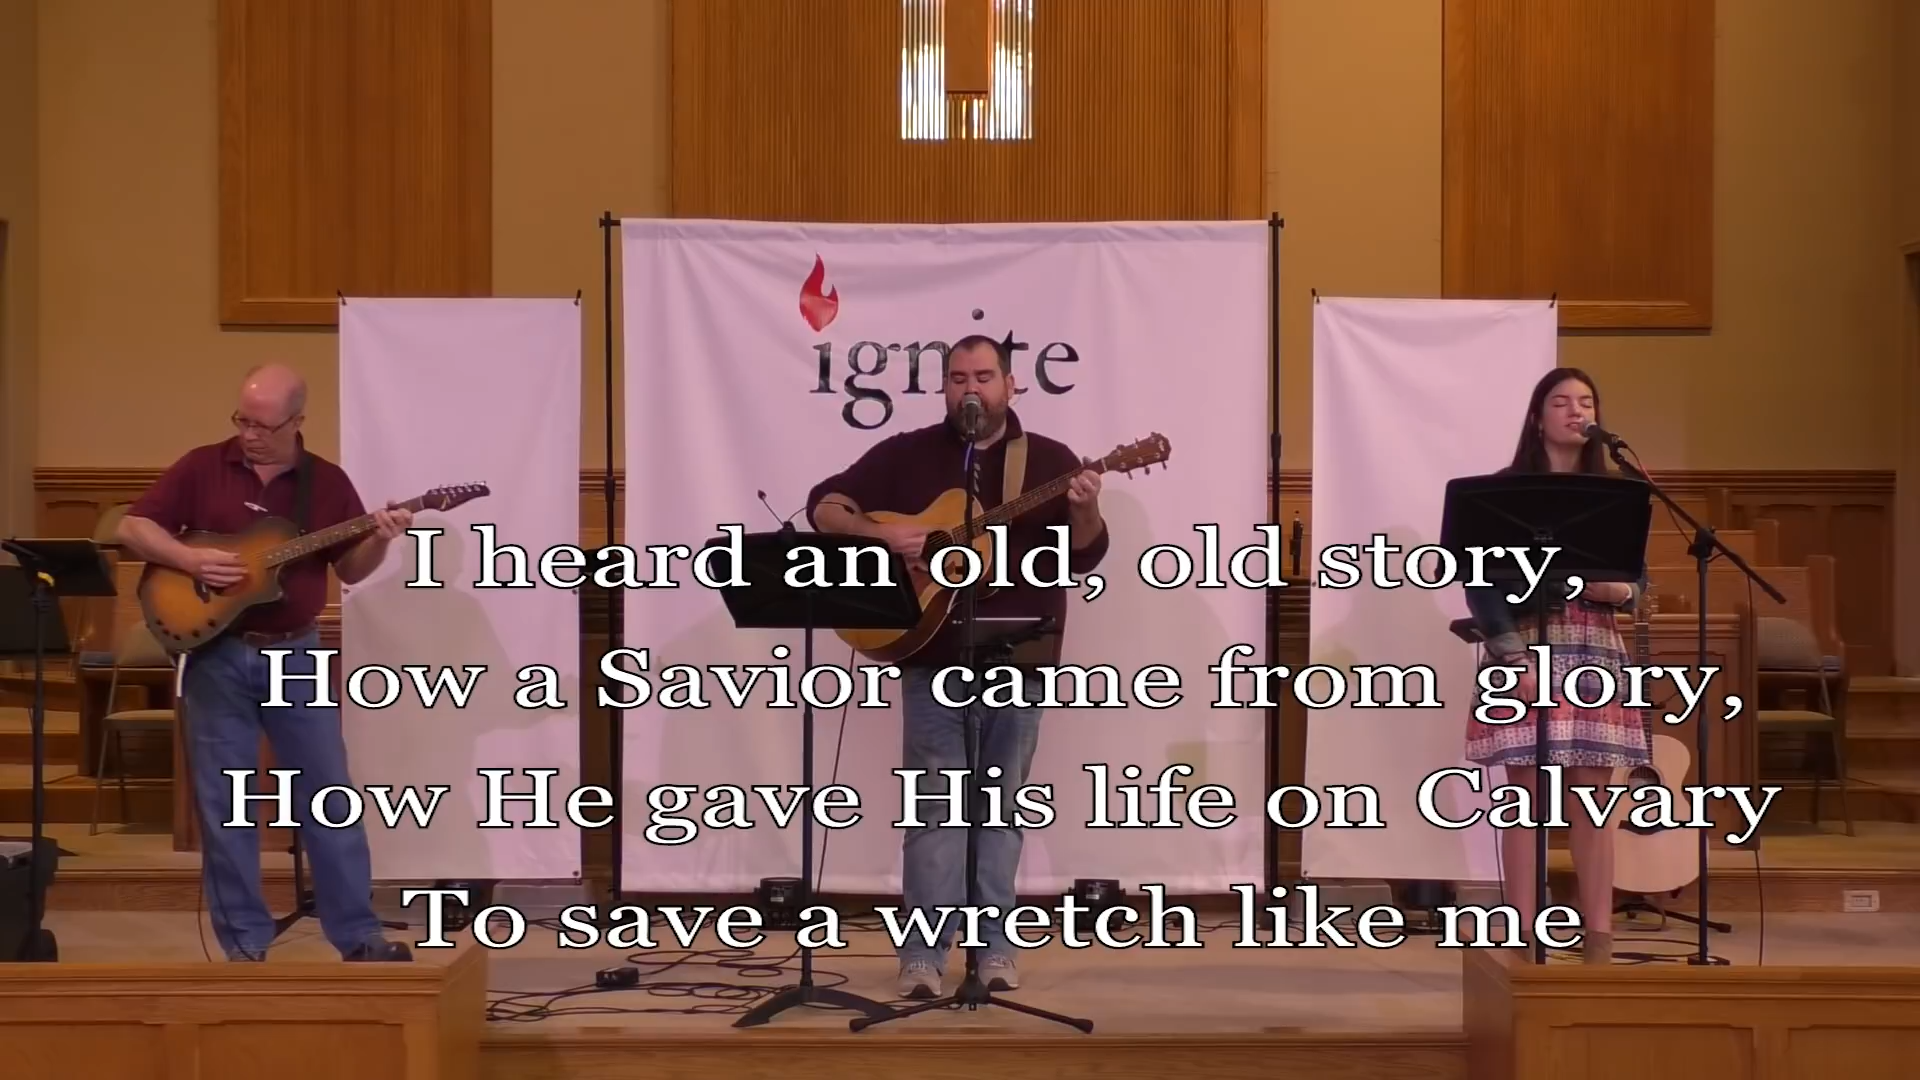 ignite
I heard an old, old story,
How a Savior came from glory,
How He gave His life on Calvary
To save a wretch like me